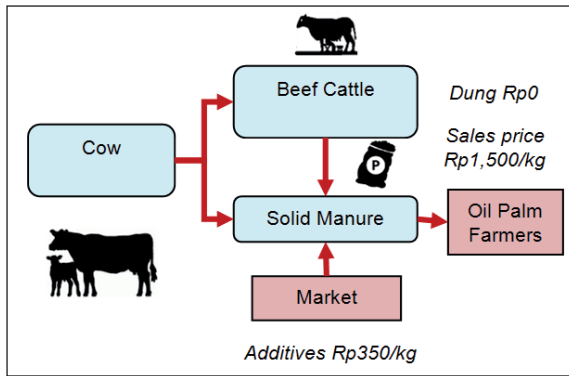 Beef Cattle
Dung Rp0
Cow
Sales price
Rp1,500/kg
P
Solid Manure
Oil Palm
Farmers
Market
Additives Rp350/kg